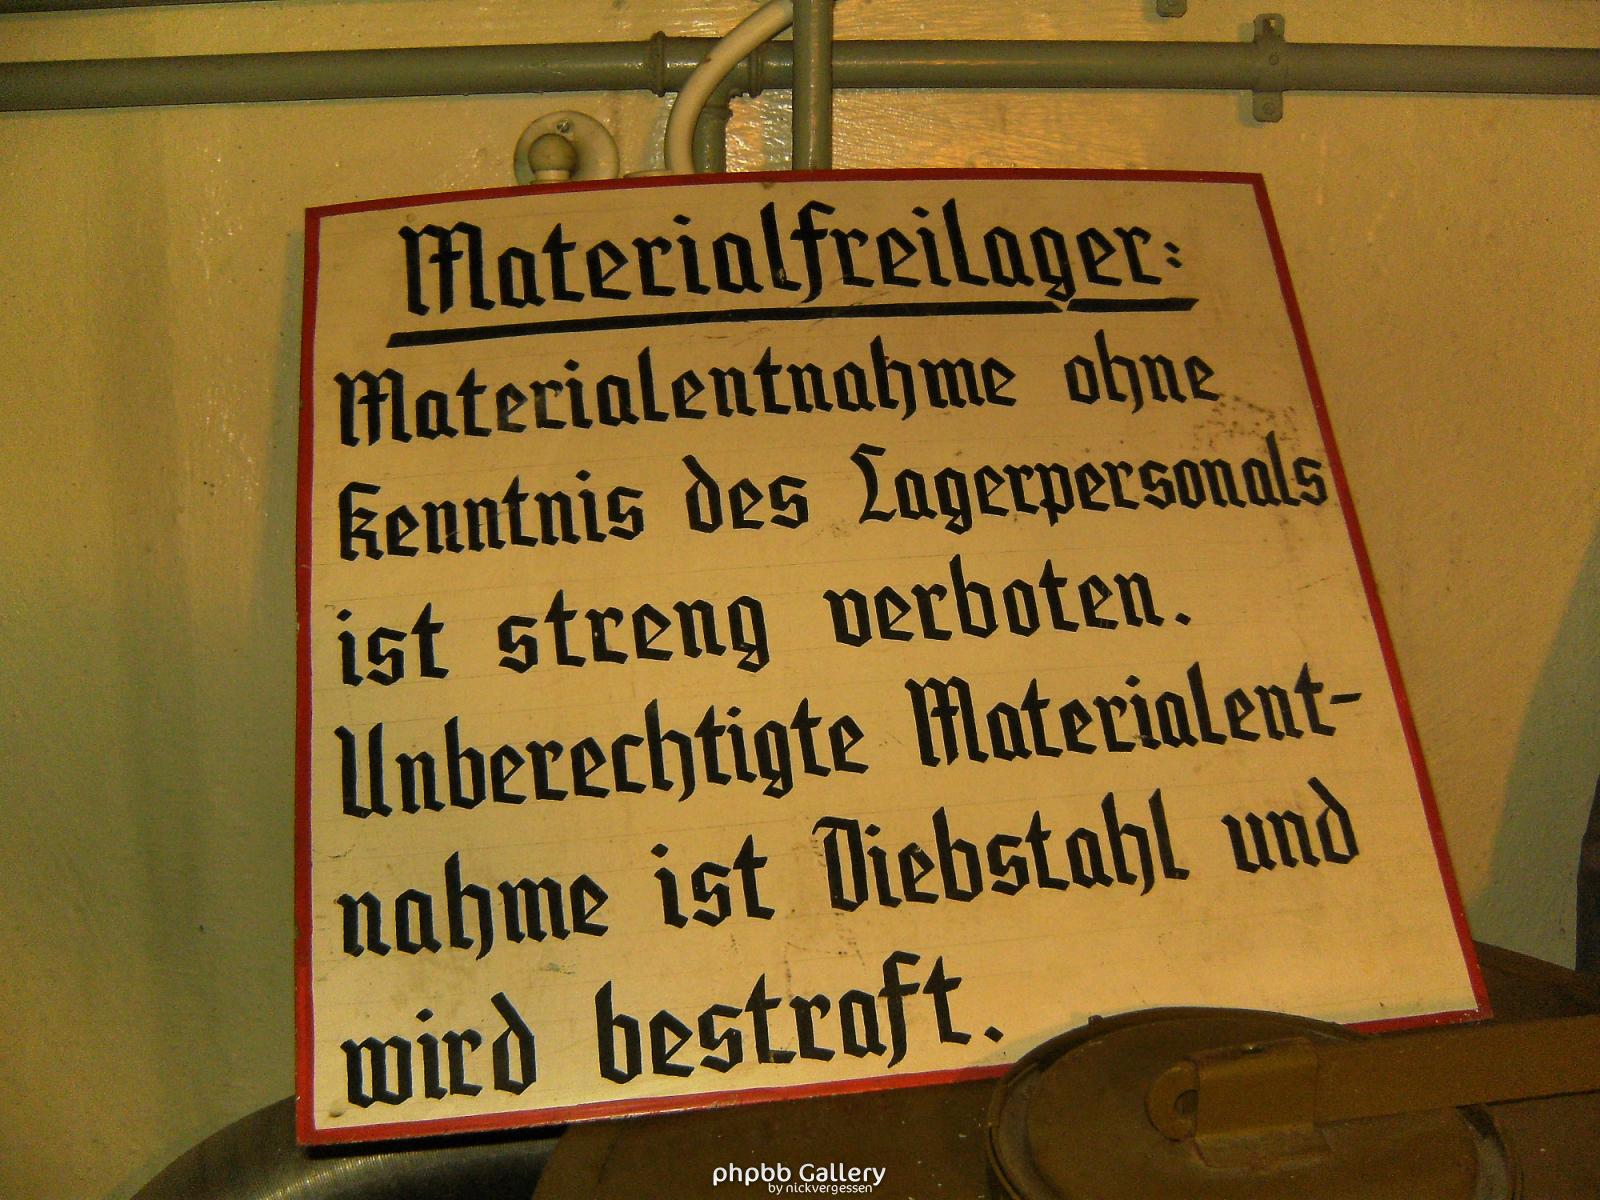 Materialfreilager:
Materialentnahme ohne
Kenntnis des Lagerpersonals
ist streng verboten.
Unberechtigte Materialent-
nahme ist Diebstahl und
wird bestraft.
phpbb Gallery
by nickvergessen